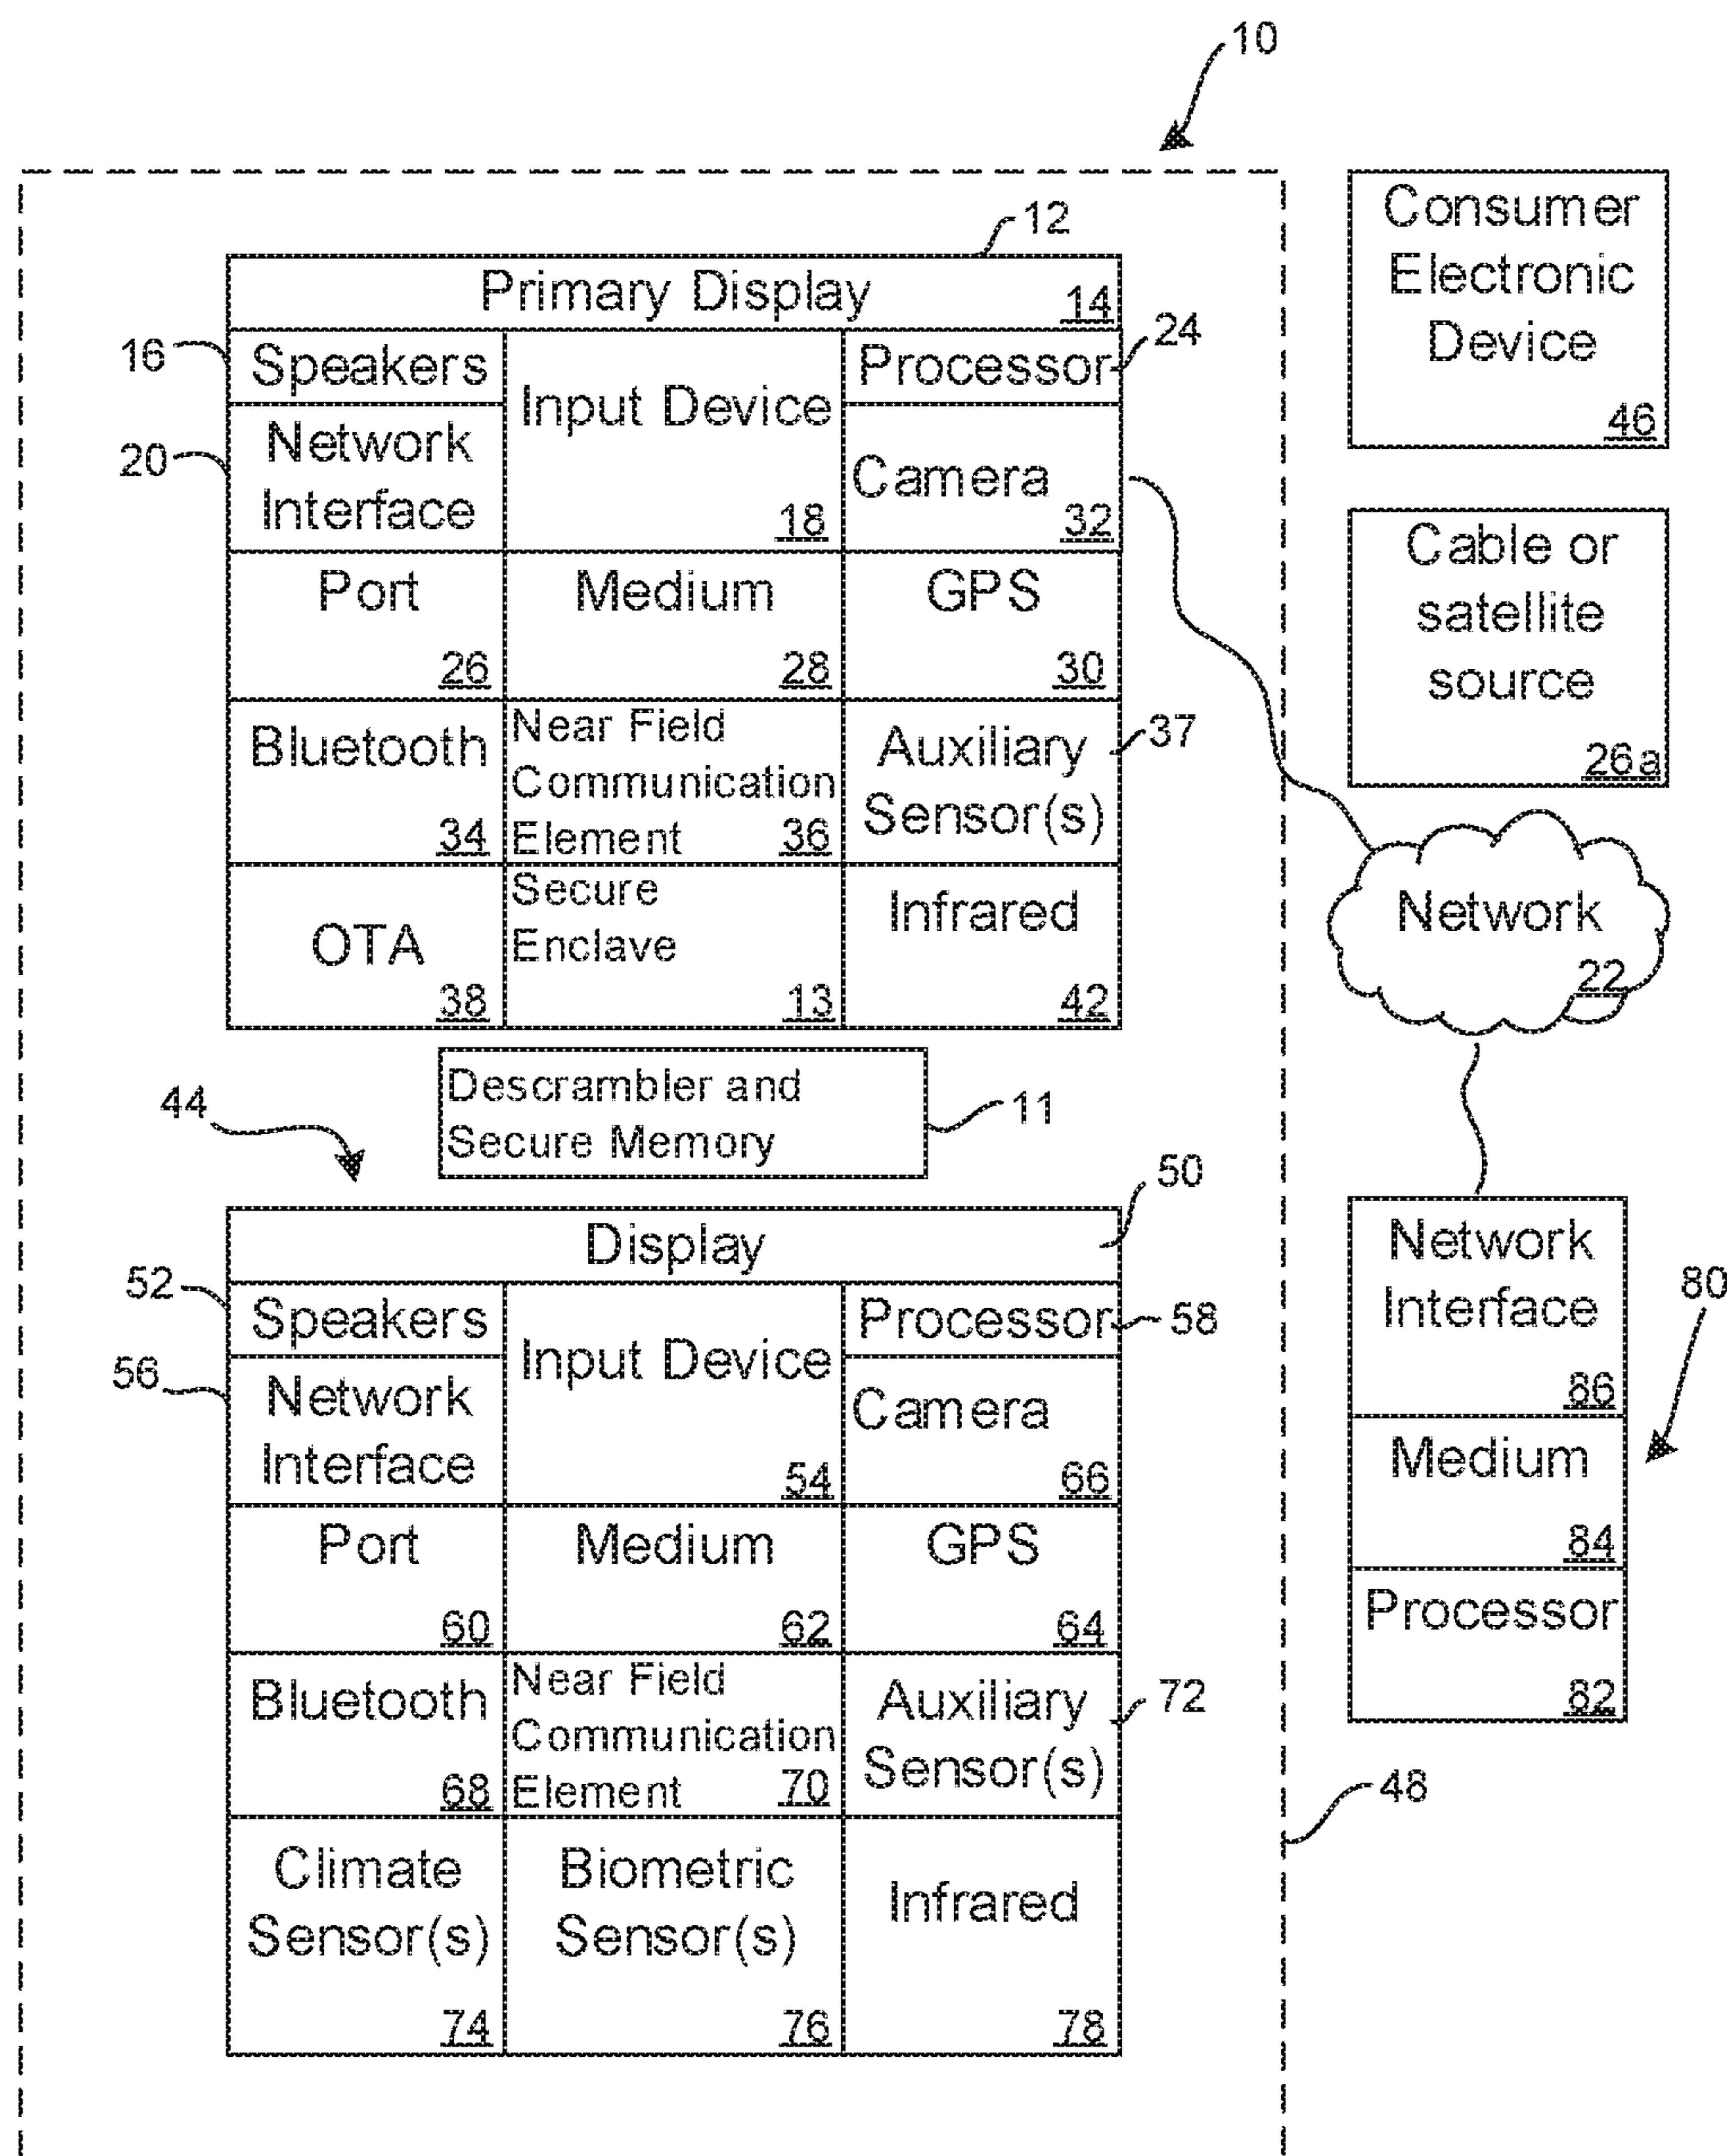 10
12
Primary Display
14
16
Speakers
Input Device
18
Processor
24
20
Network
Interface
Camera
32
Port
26
Medium
28
GPS
30
Bluetooth
34
Near Field
Communication
Element
36
Auxiliary
Sensor(s)
37
OTA
38
Secure
Enclave
13
Infrared
42
Descrambler and
Secure Memory
11
44
50
Display
52
Speakers
Input Device
54
Processor
58
56
Network
Interface
Camera
66
Port
60
Medium
62
GPS
64
Bluetooth
68
Near Field
Communication
Element
70
Auxiliary
Sensor(s)
72
Climate
Sensor(s)
74
Biometric
Sensor(s)
76
Infrared
78
48
Consumer
Electronic
Device
46
Cable or
satellite
source
26a
Network
22
Network
Interface
86
80
Medium
84
Processor
82